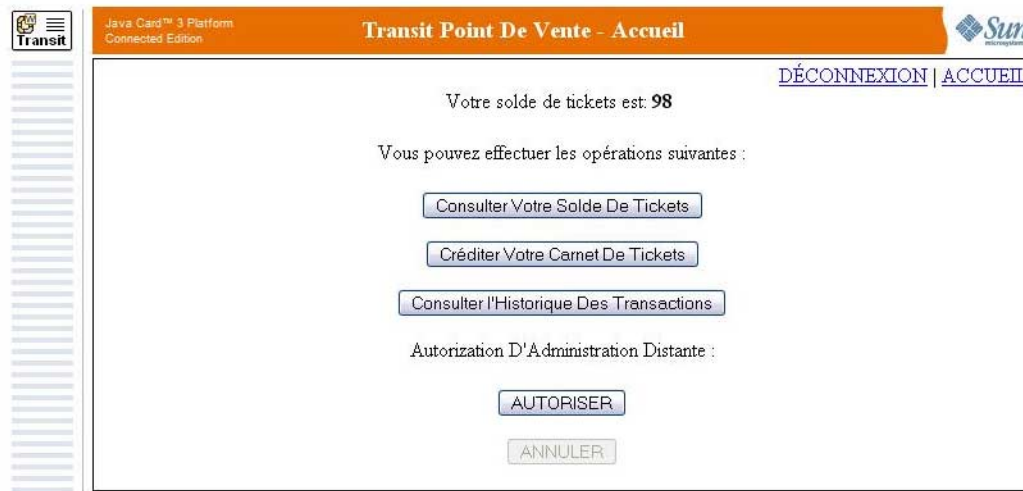 Transit
Java Card™ 3 Platform
Connected Edition
Transit Point De Vente - Accueil
Sun
microsystems
DÉCONNEXION | ACCUEIL
Votre solde de tickets est: 98
Vous pouvez effectuer les opérations suivantes :
Consulter Votre Solde De Tickets
Créditer Votre Carnet De Tickets
Consulter l'Historique Des Transactions
Autorization D'Administration Distante :
AUTORISER
ANNULER